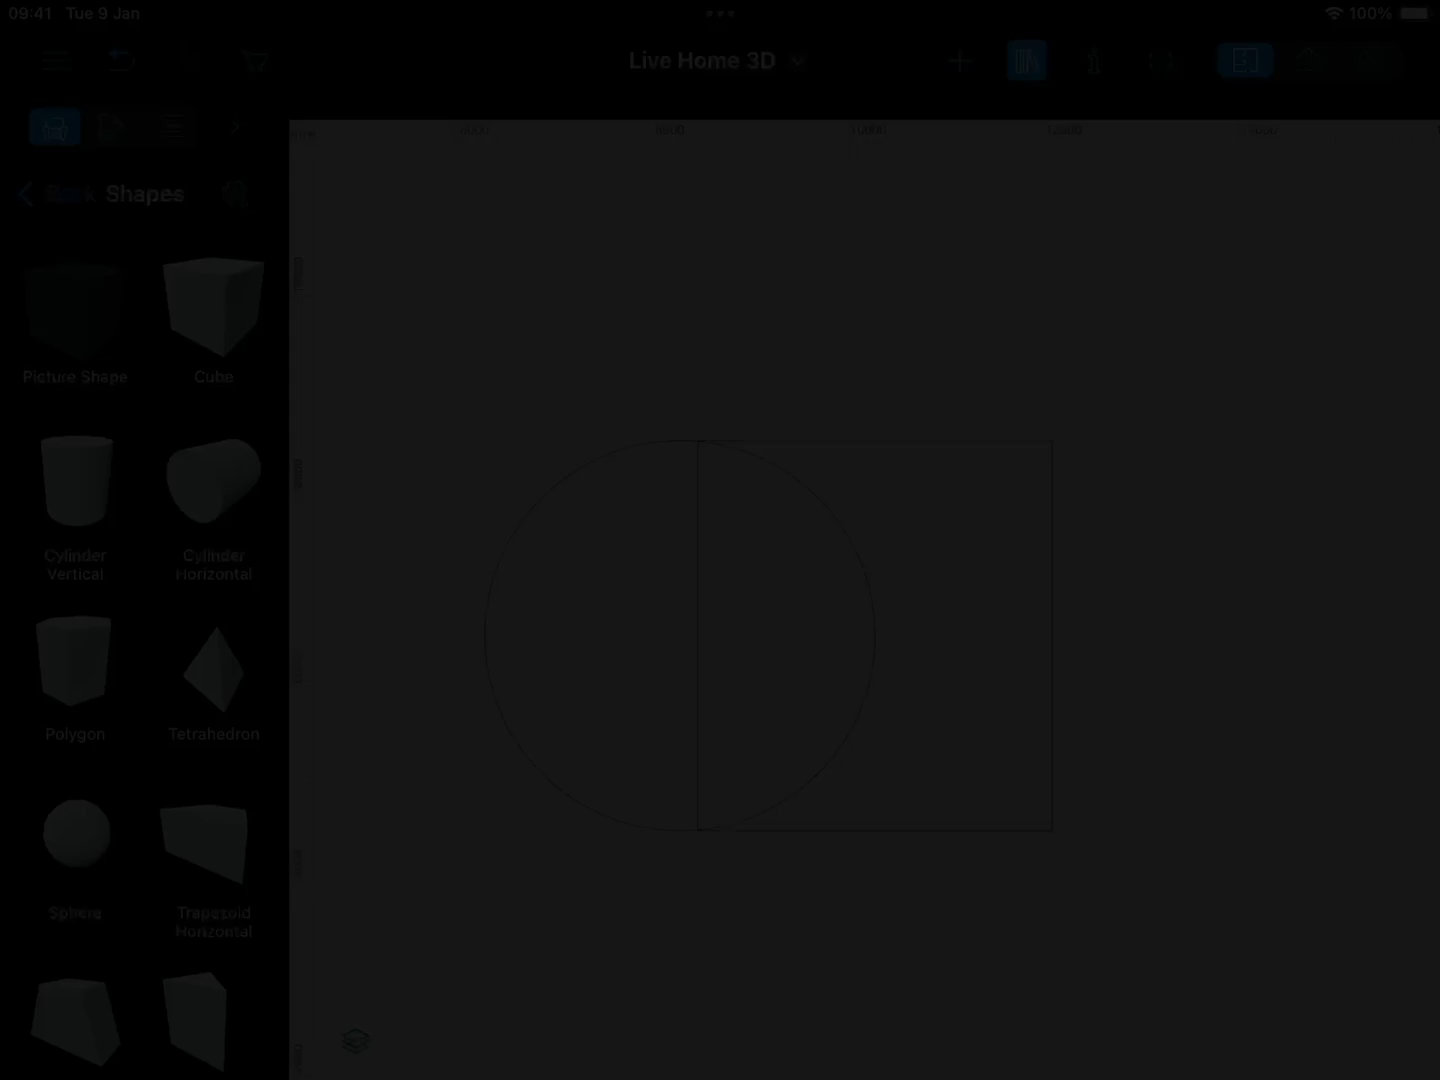 09:41 Tue 9 Jan
100%
Live Home 3D
Back Shapes
Picture Shape
Cube
Cylinder
Vertical
Cylinder
Horizontal
Polygon
Tetrahedron
Sphere
Trapezoid
Horizontal